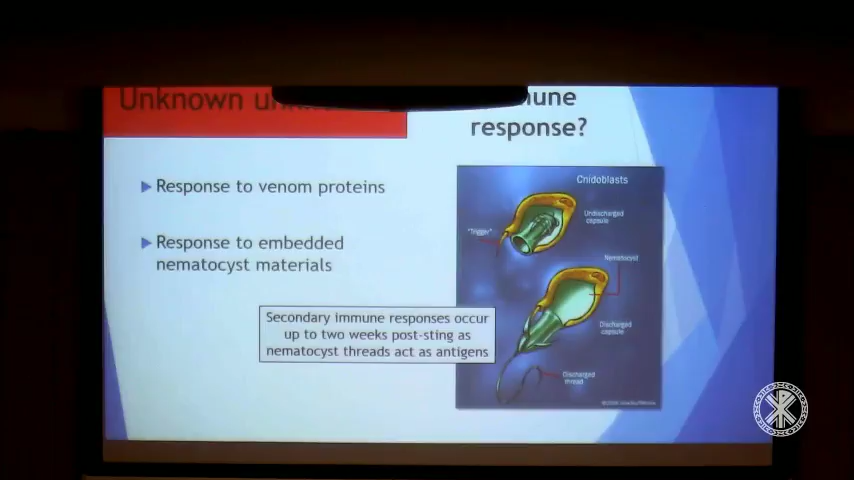 Unknown
response?
Response to venom proteins
Response to embedded
nematocyst materials
Secondary immune responses occur
up to two weeks post-sting as
nematocyst threads act as antigens
Cnidoblasts
Undischarged
capsule
"Trigger"
Nematocyst
Discharged
capsule
Discharged
thread